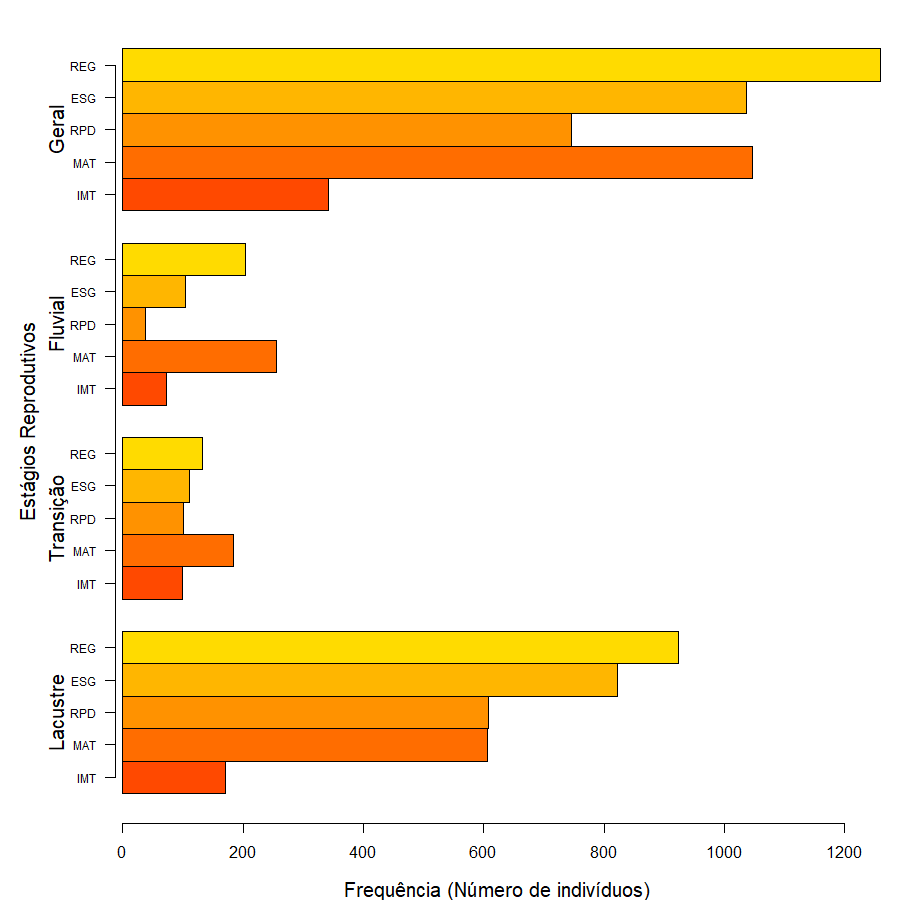 Estágios Reprodutivos
Geral
REG
ESG
RPD
MAT
IMT
Fluvial
REG
ESG
RPD
MAT
IMT
Transição
REG
ESG
RPD
MAT
IMT
Lacustre
REG
ESG
RPD
MAT
IMT
0 200 400 600 800 1000 1200
Frequência (Número de indivíduos)